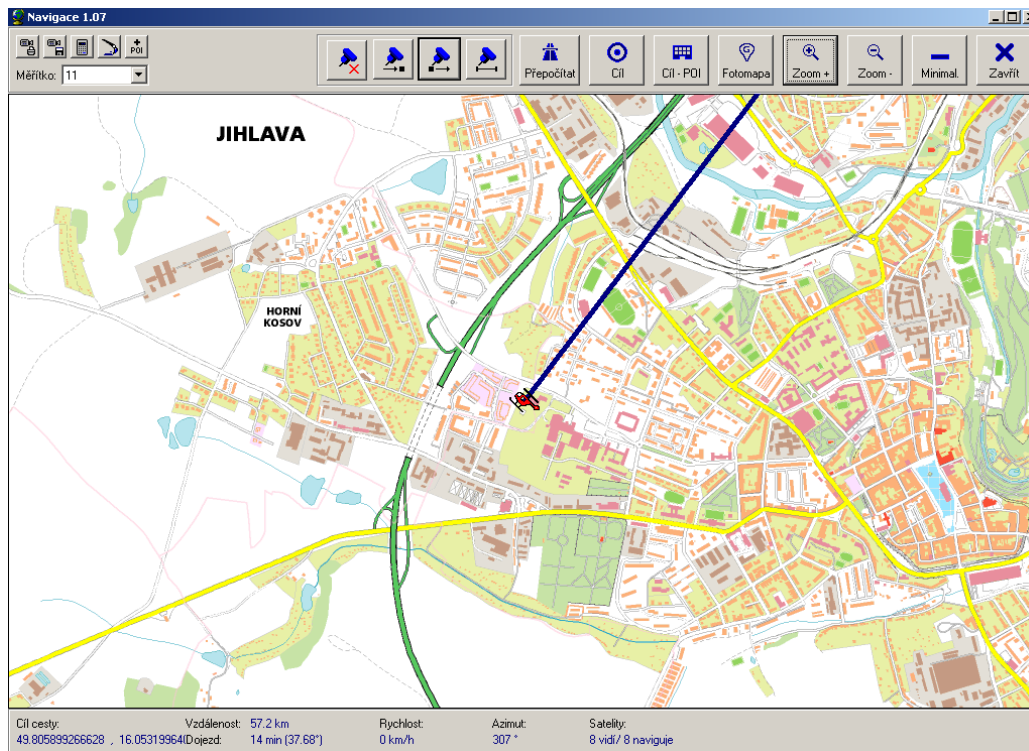 Navigace 1.07
POI
Měřítko: 11
Přepočítat
Cíl
Cíl - POI
Fotomapa
Zoom +
Zoom -
Minimal.
Zavřít
JIHLAVA
HORNÍ
KOSOV
Cíl cesty: Vzdálenost: 57.2 km Rychlost: Azimut: Satelity:
49.805899266628 , 16.0531996400 Dojezd: 14 min (37.68°) 0 km/h 307 ° 8 vidí/ 8 naviguje